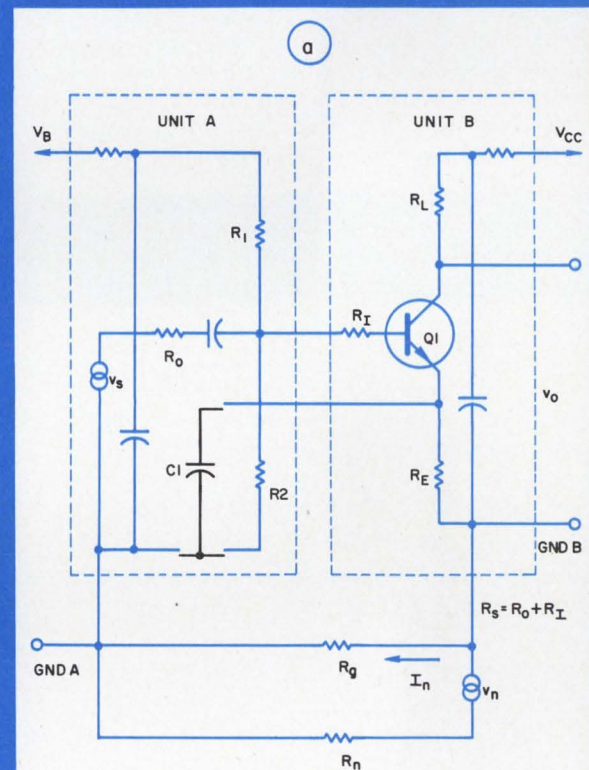 a
UNIT A
UNIT B
VB
VCC
R1
RL
RI
Q1
Ro
vs
vo
C1
R2
RE
GND B
Rs = Ro + RI
GND A
Rg
In
vn
Rn